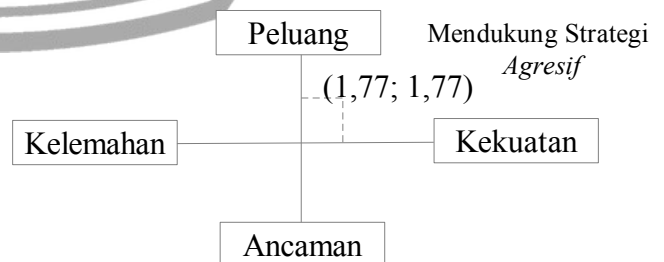 Peluang
Mendukung Strategi
Agresif
(1,77; 1,77)
Kelemahan
Kekuatan
Ancaman